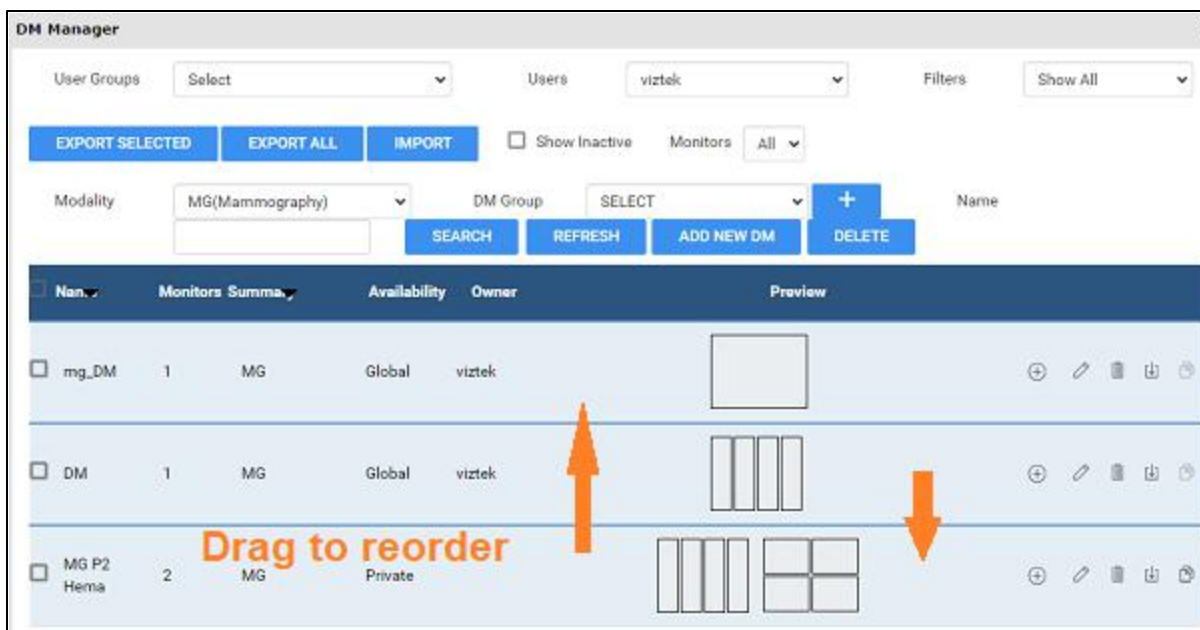 DM Manager
User Groups Select Users viztek Filters Show All
EXPORT SELECTED EXPORT ALL IMPORT Show Inactive Monitors All
Modality MG(Mammography) DM Group SELECT + Name
SEARCH REFRESH ADD NEW DM DELETE
Monitors Availability Owner Preview
mg_DM 1 MG Global viztek
DM 1 MG Global viztek
Drag to reorder
MG P2
Hema 2 MG Private